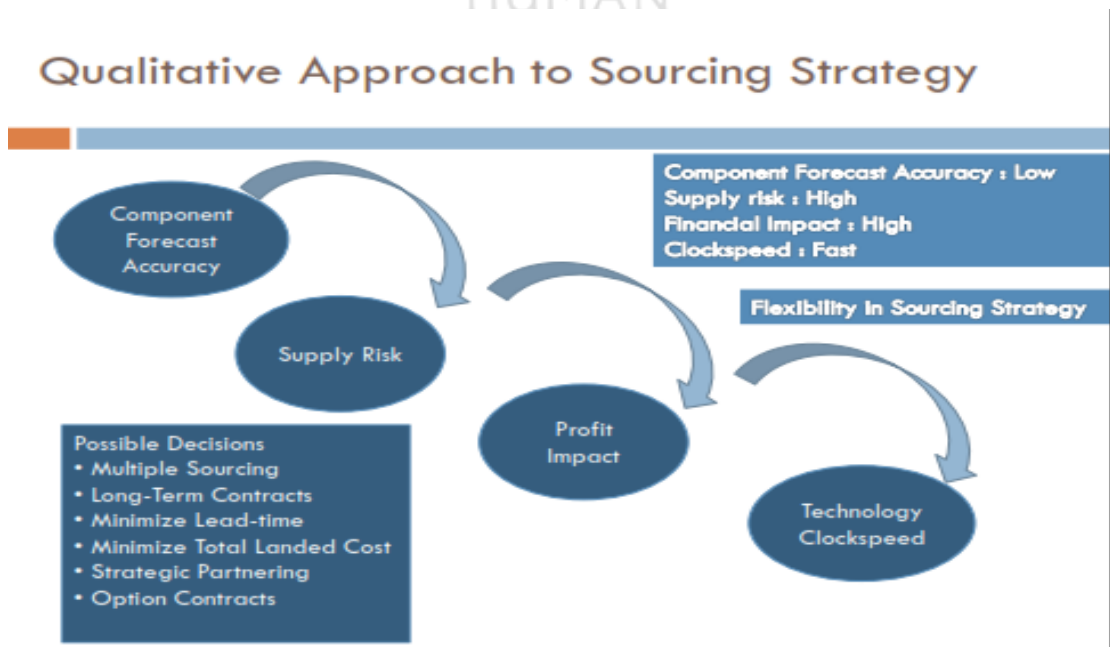 HUMAN
Qualitative Approach to Sourcing Strategy
Component
Forecast
Accuracy
Component Forecast Accuracy : Low
Supply risk : High
Financial Impact : High
Clockspeed : Fast
Flexibility in Sourcing Strategy
Supply Risk
Profit
Impact
Technology
Clockspeed
Possible Decisions
• Multiple Sourcing
• Long-Term Contracts
• Minimize Lead-time
• Minimize Total Landed Cost
• Strategic Partnering
• Option Contracts